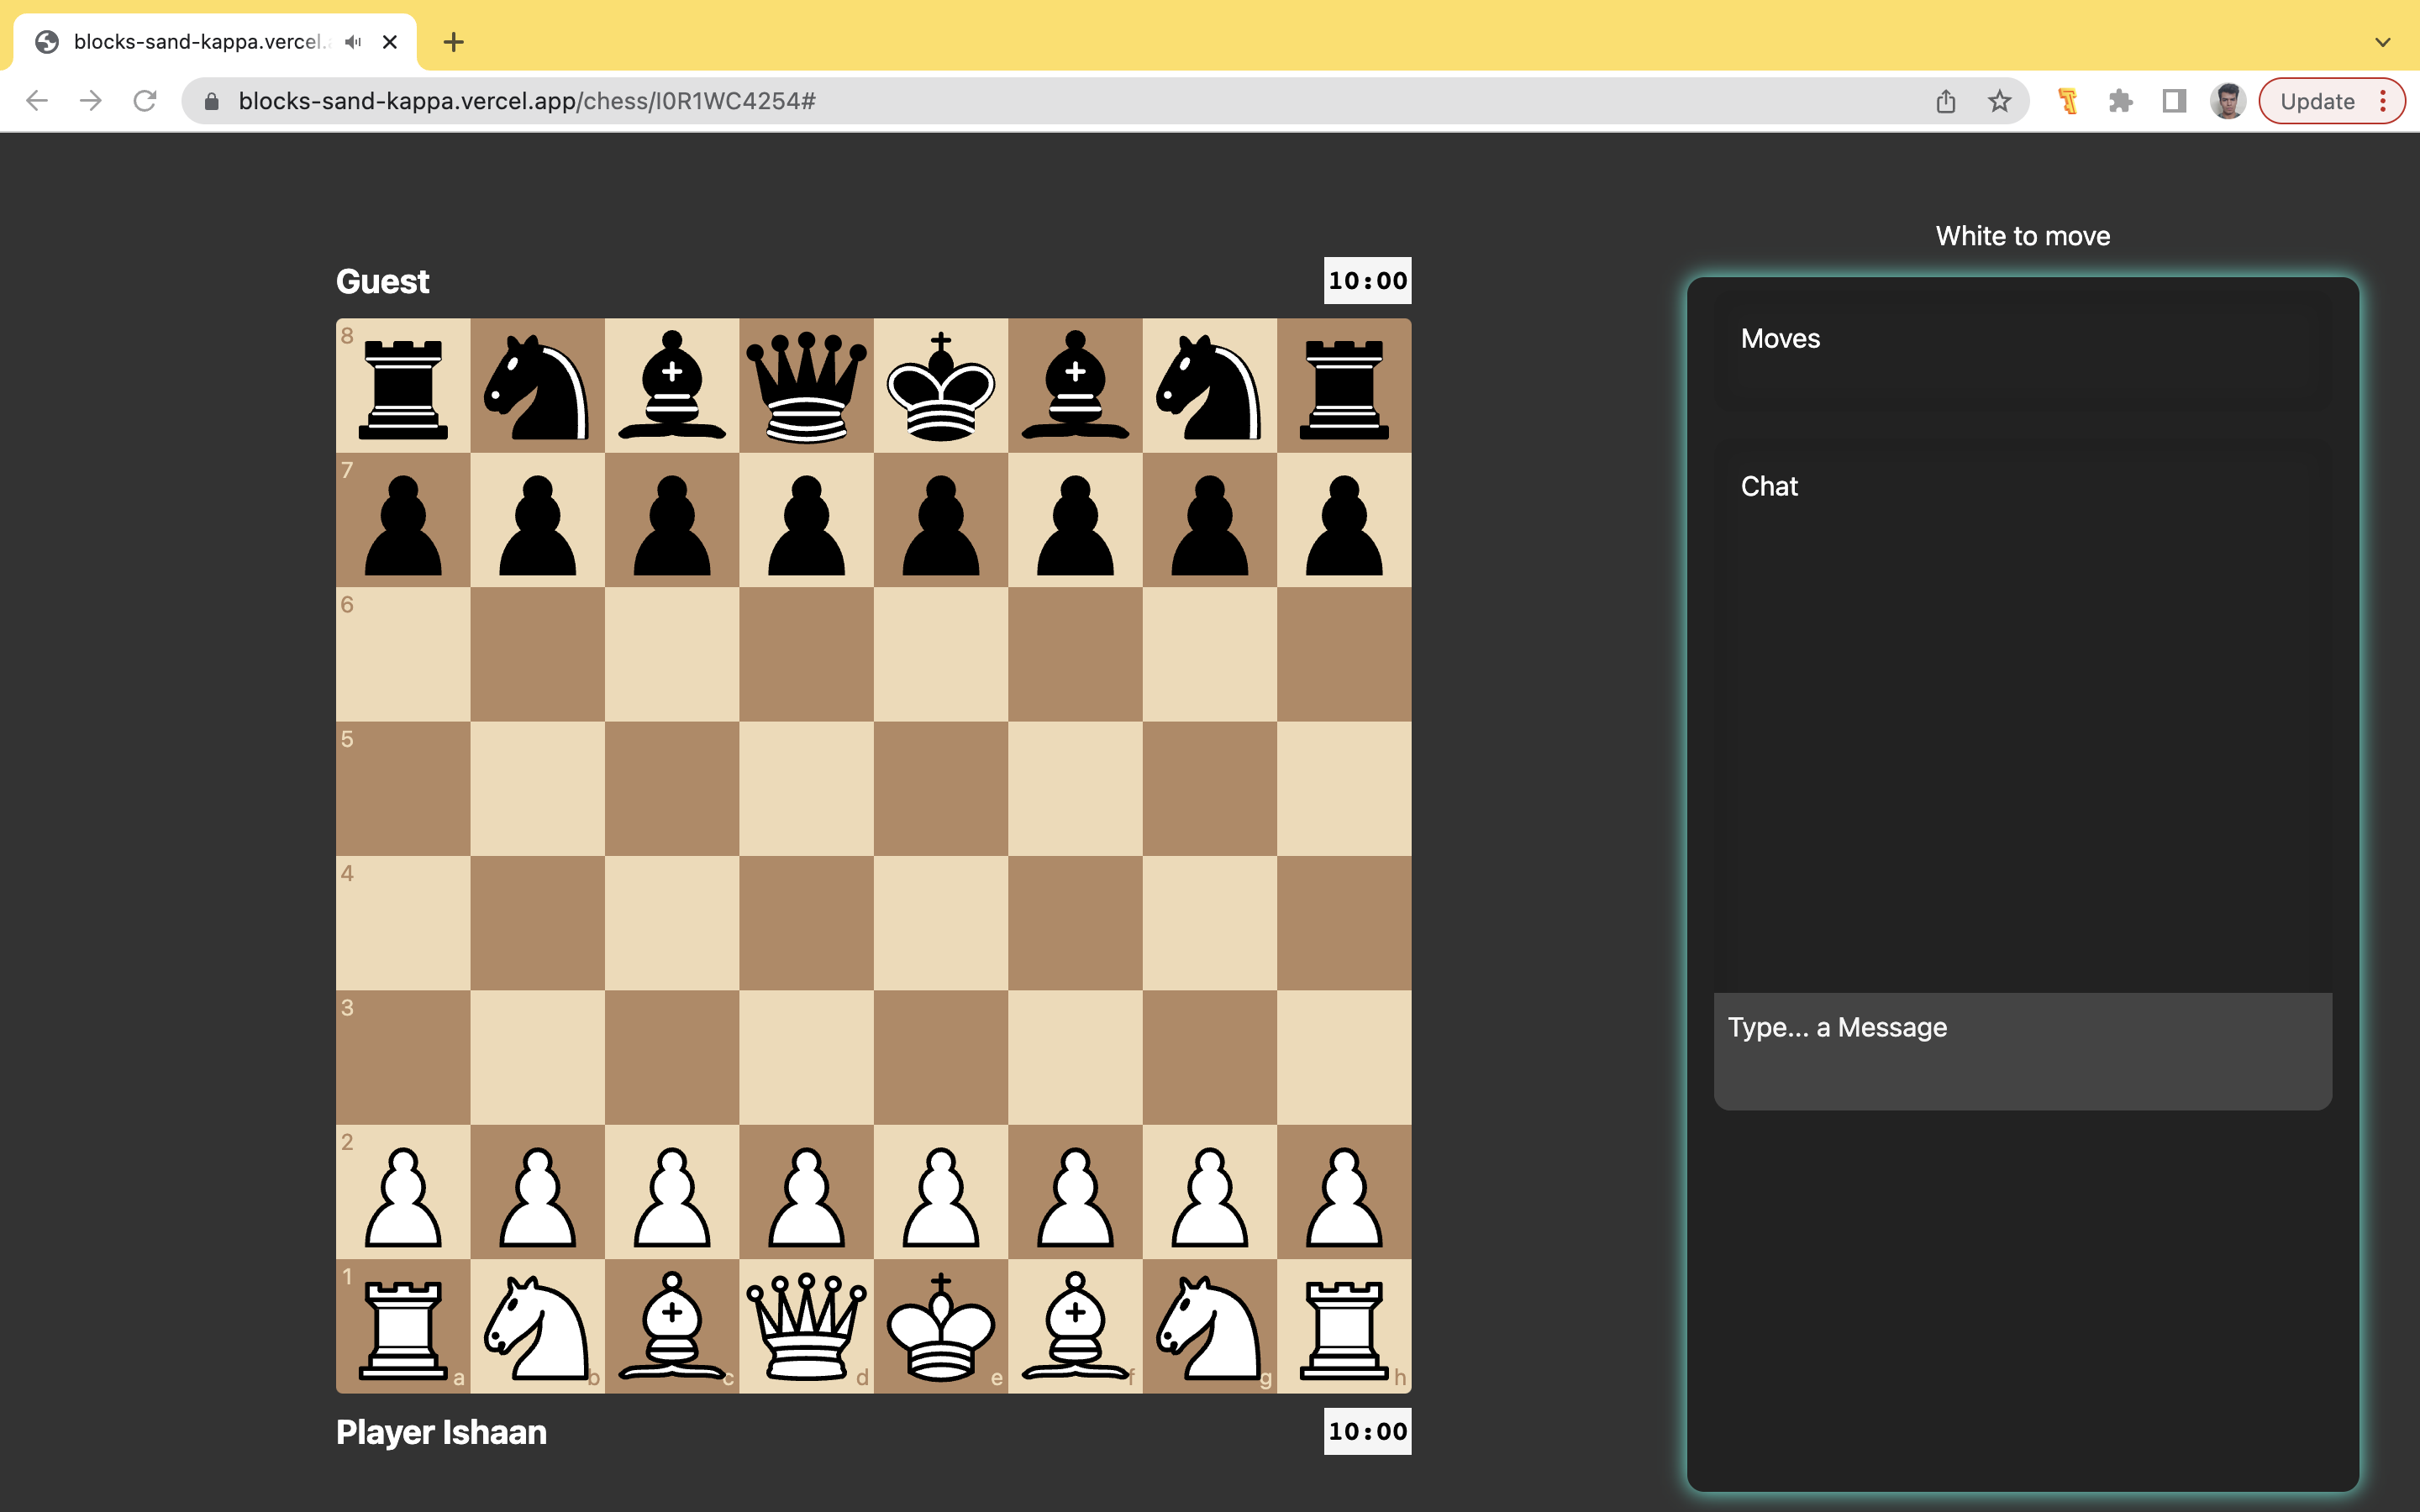 blocks-sand-kappa.vercel.a
blocks-sand-kappa.vercel.app/chess/I0R1WC4254#
Update
White to move
Guest
10:00
Moves
Chat
8
7
6
5
4
3
2
1
a b c d e f g h
Type... a Message
Player Ishaan
10:00